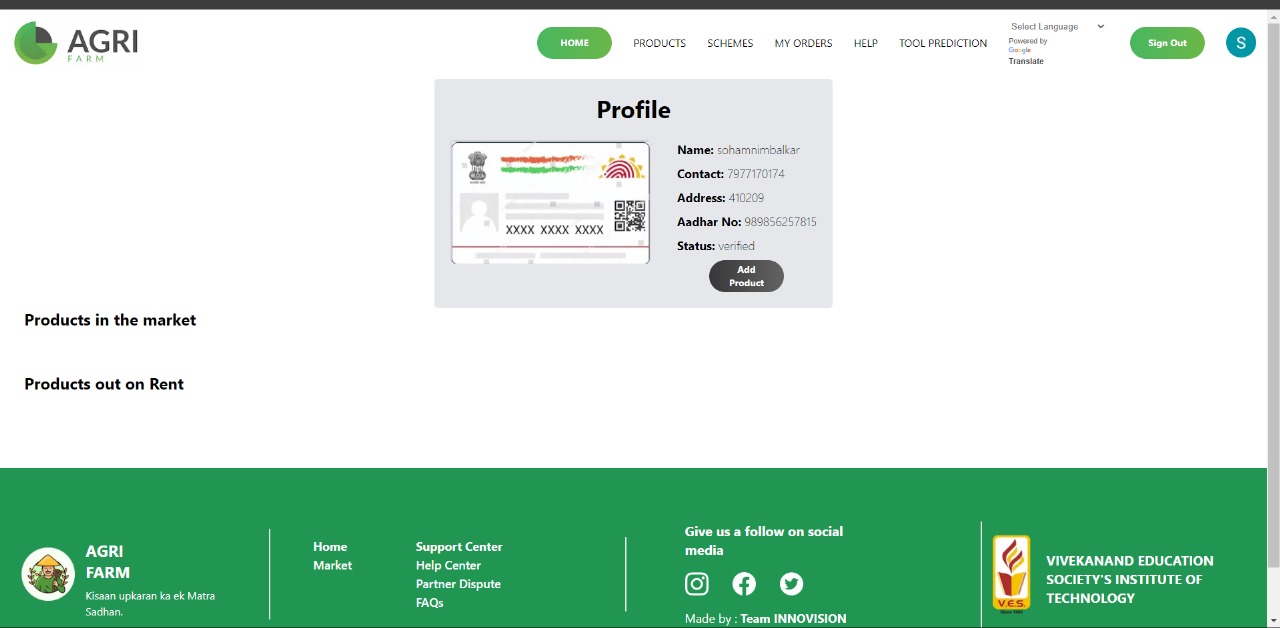 AGRI
FARM
HOME
PRODUCTS
SCHEMES
MY ORDERS
HELP
TOOL PREDICTION
Select Language
Powered by
Google
Translate
Sign Out
S
Profile
XXXX XXXX XXXX
Name: sohamnimbalkar
Contact: 7977170174
Address: 410209
Aadhar No: 989856257815
Status: verified
Add
Product
Products in the market
Products out on Rent
AGRI
FARM
Kisaan upkaran ka ek Matra
Sadhan.
Home
Market
Support Center
Help Center
Partner Dispute
FAQs
Give us a follow on social
media
Made by : Team INNOVISION
V.E.S.
Since 1962
VIVEKANAND EDUCATION
SOCIETY'S INSTITUTE OF
TECHNOLOGY